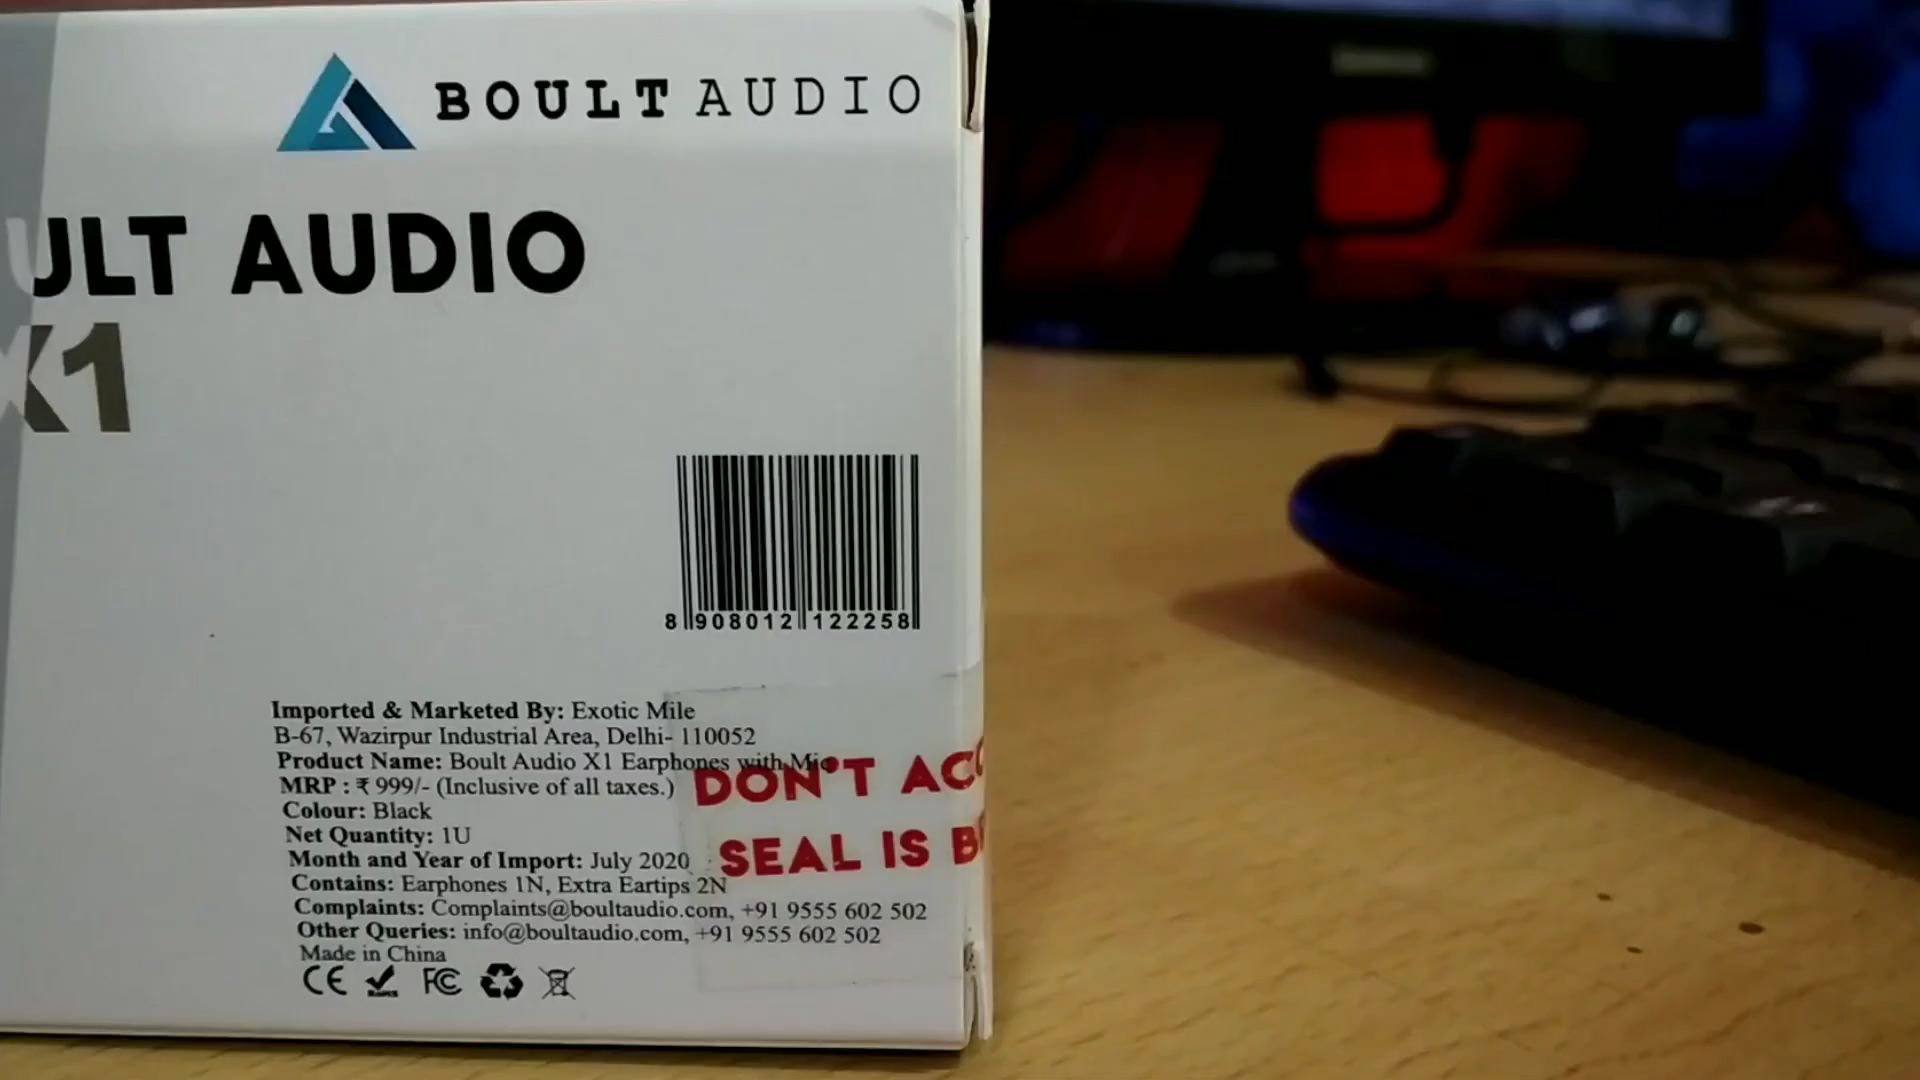 BOULT AUDIO
ULT AUDIO
X1
8 908012 122258
Imported & Marketed By: Exotic Mile
B-67, Wazirpur Industrial Area, Delhi- 110052
Product Name: Boult Audio X1 Earphones with Mic
MRP : ₹ 999/- (Inclusive of all taxes.)
Colour: Black
Net Quantity: 1U
Month and Year of Import: July 2020
Contains: Earphones 1N, Extra Eartips 2N
Complaints: Complaints@boultaudio.com, +91 9555 602 502
Other Queries: info@boultaudio.com, +91 9555 602 502
Made in China
CE RoHS FC
DON'T ACC
SEAL IS B